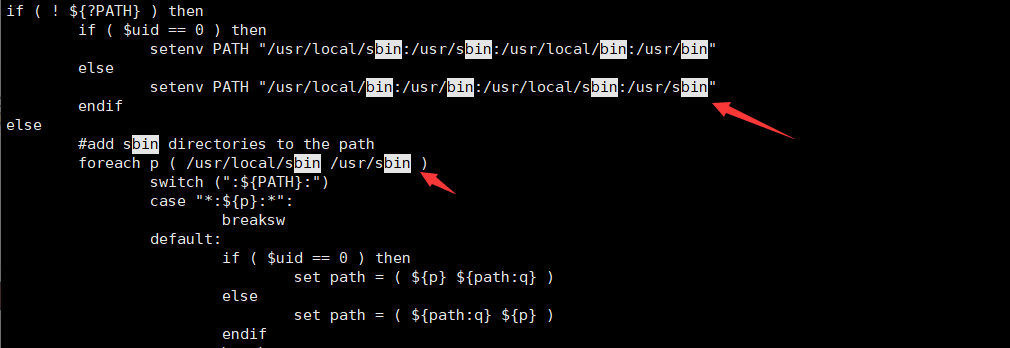 if ( ! ${?PATH} ) then
        if ( $uid == 0 ) then
                setenv PATH "/usr/local/sbin:/usr/sbin:/usr/local/bin:/usr/bin"
        else
                setenv PATH "/usr/local/bin:/usr/bin:/usr/local/sbin:/usr/sbin"
        endif
else
        #add sbin directories to the path
        foreach p ( /usr/local/sbin /usr/sbin )
                switch (":${PATH}:")
                case "*:${p}:*":
                        breaksw
                default:
                        if ( $uid == 0 ) then
                                set path = ( ${p} ${path:q} )
                        else
                                set path = ( ${path:q} ${p} )
                        endif